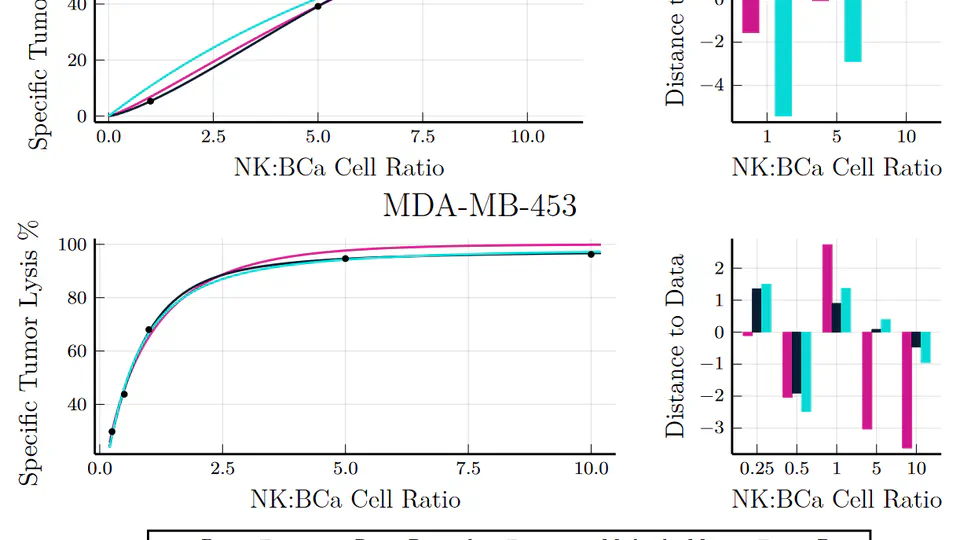 Specific Tumo
40
20
0
0.0 2.5 5.0 7.5 10.0
NK:BCa Cell Ratio
Distance t
0
−2
−4
1 5 10
NK:BCa Cell Ratio
MDA-MB-453
Specific Tumor Lysis %
100
80
60
40
0.0 2.5 5.0 7.5 10.0
NK:BCa Cell Ratio
Distance to Data
2
1
0
−1
−2
−3
0.25 0.5 1 5 10
NK:BCa Cell Ratio